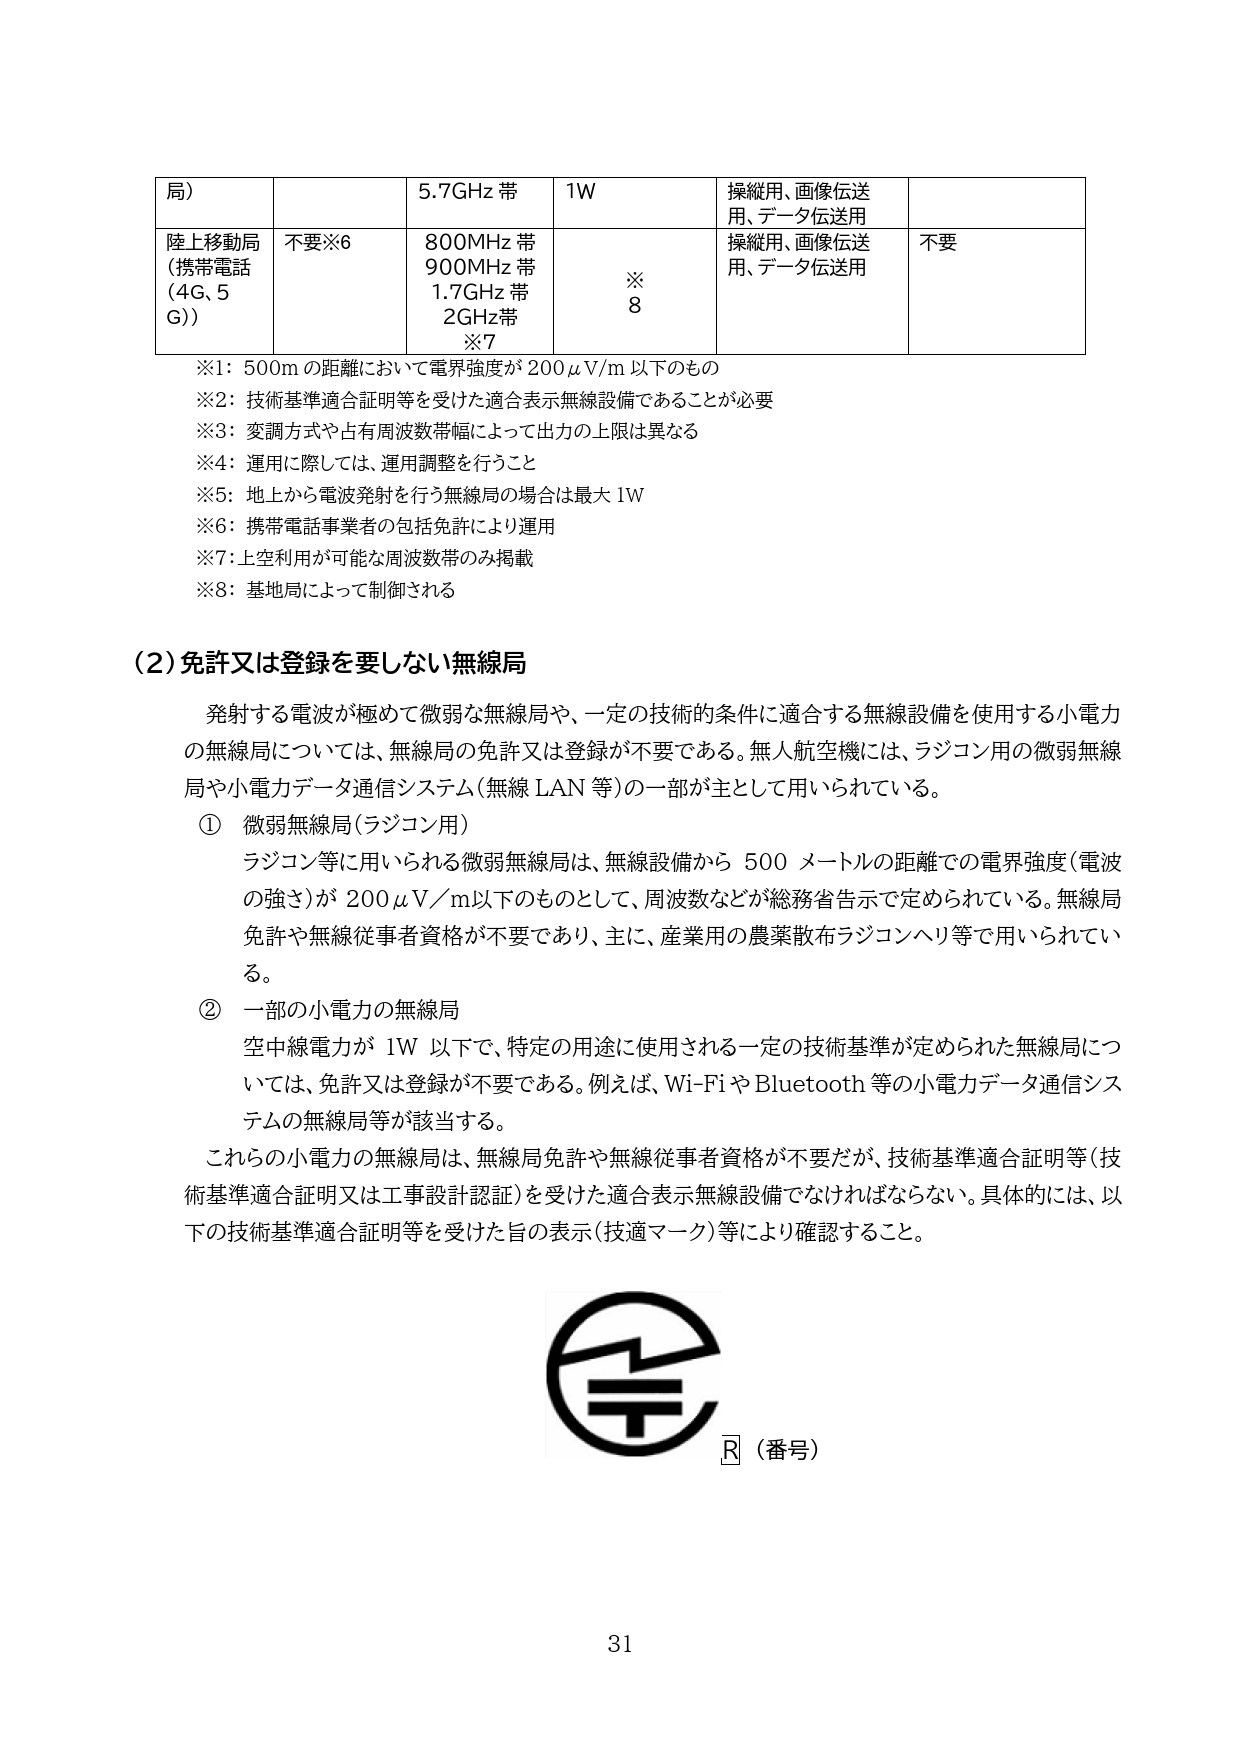 局）
5.7GHz 帯
1W
操縦用、画像伝送
用、データ伝送用
陸上移動局
（携帯電話
（4G、5
G））
不要※6
800MHz 帯
900MHz 帯
1.7GHz 帯
2GHz帯
※7
※
8
操縦用、画像伝送
用、データ伝送用
不要
※1： 500m の距離において電界強度が 200μV/m 以下のもの
※2： 技術基準適合証明等を受けた適合表示無線設備であることが必要
※3： 変調方式や占有周波数帯幅によって出力の上限は異なる
※4： 運用に際しては、運用調整を行うこと
※5： 地上から電波発射を行う無線局の場合は最大 1W
※6： 携帯電話事業者の包括免許により運用
※7：上空利用が可能な周波数帯のみ掲載
※8： 基地局によって制御される
（2）免許又は登録を要しない無線局
発射する電波が極めて微弱な無線局や、一定の技術的条件に適合する無線設備を使用する小電力
の無線局については、無線局の免許又は登録が不要である。無人航空機には、ラジコン用の微弱無線
局や小電力データ通信システム（無線 LAN 等）の一部が主として用いられている。
① 微弱無線局（ラジコン用）
ラジコン等に用いられる微弱無線局は、無線設備から 500 メートルの距離での電界強度（電波
の強さ）が 200μV／m以下のものとして、周波数などが総務省告示で定められている。無線局
免許や無線従事者資格が不要であり、主に、産業用の農薬散布ラジコンヘリ等で用いられてい
る。
② 一部の小電力の無線局
空中線電力が 1W 以下で、特定の用途に使用される一定の技術基準が定められた無線局につ
いては、免許又は登録が不要である。例えば、Wi-Fi や Bluetooth 等の小電力データ通信シス
テムの無線局等が該当する。
これらの小電力の無線局は、無線局免許や無線従事者資格が不要だが、技術基準適合証明等（技
術基準適合証明又は工事設計認証）を受けた適合表示無線設備でなければならない。具体的には、以
下の技術基準適合証明等を受けた旨の表示（技適マーク）等により確認すること。
R （番号）
31